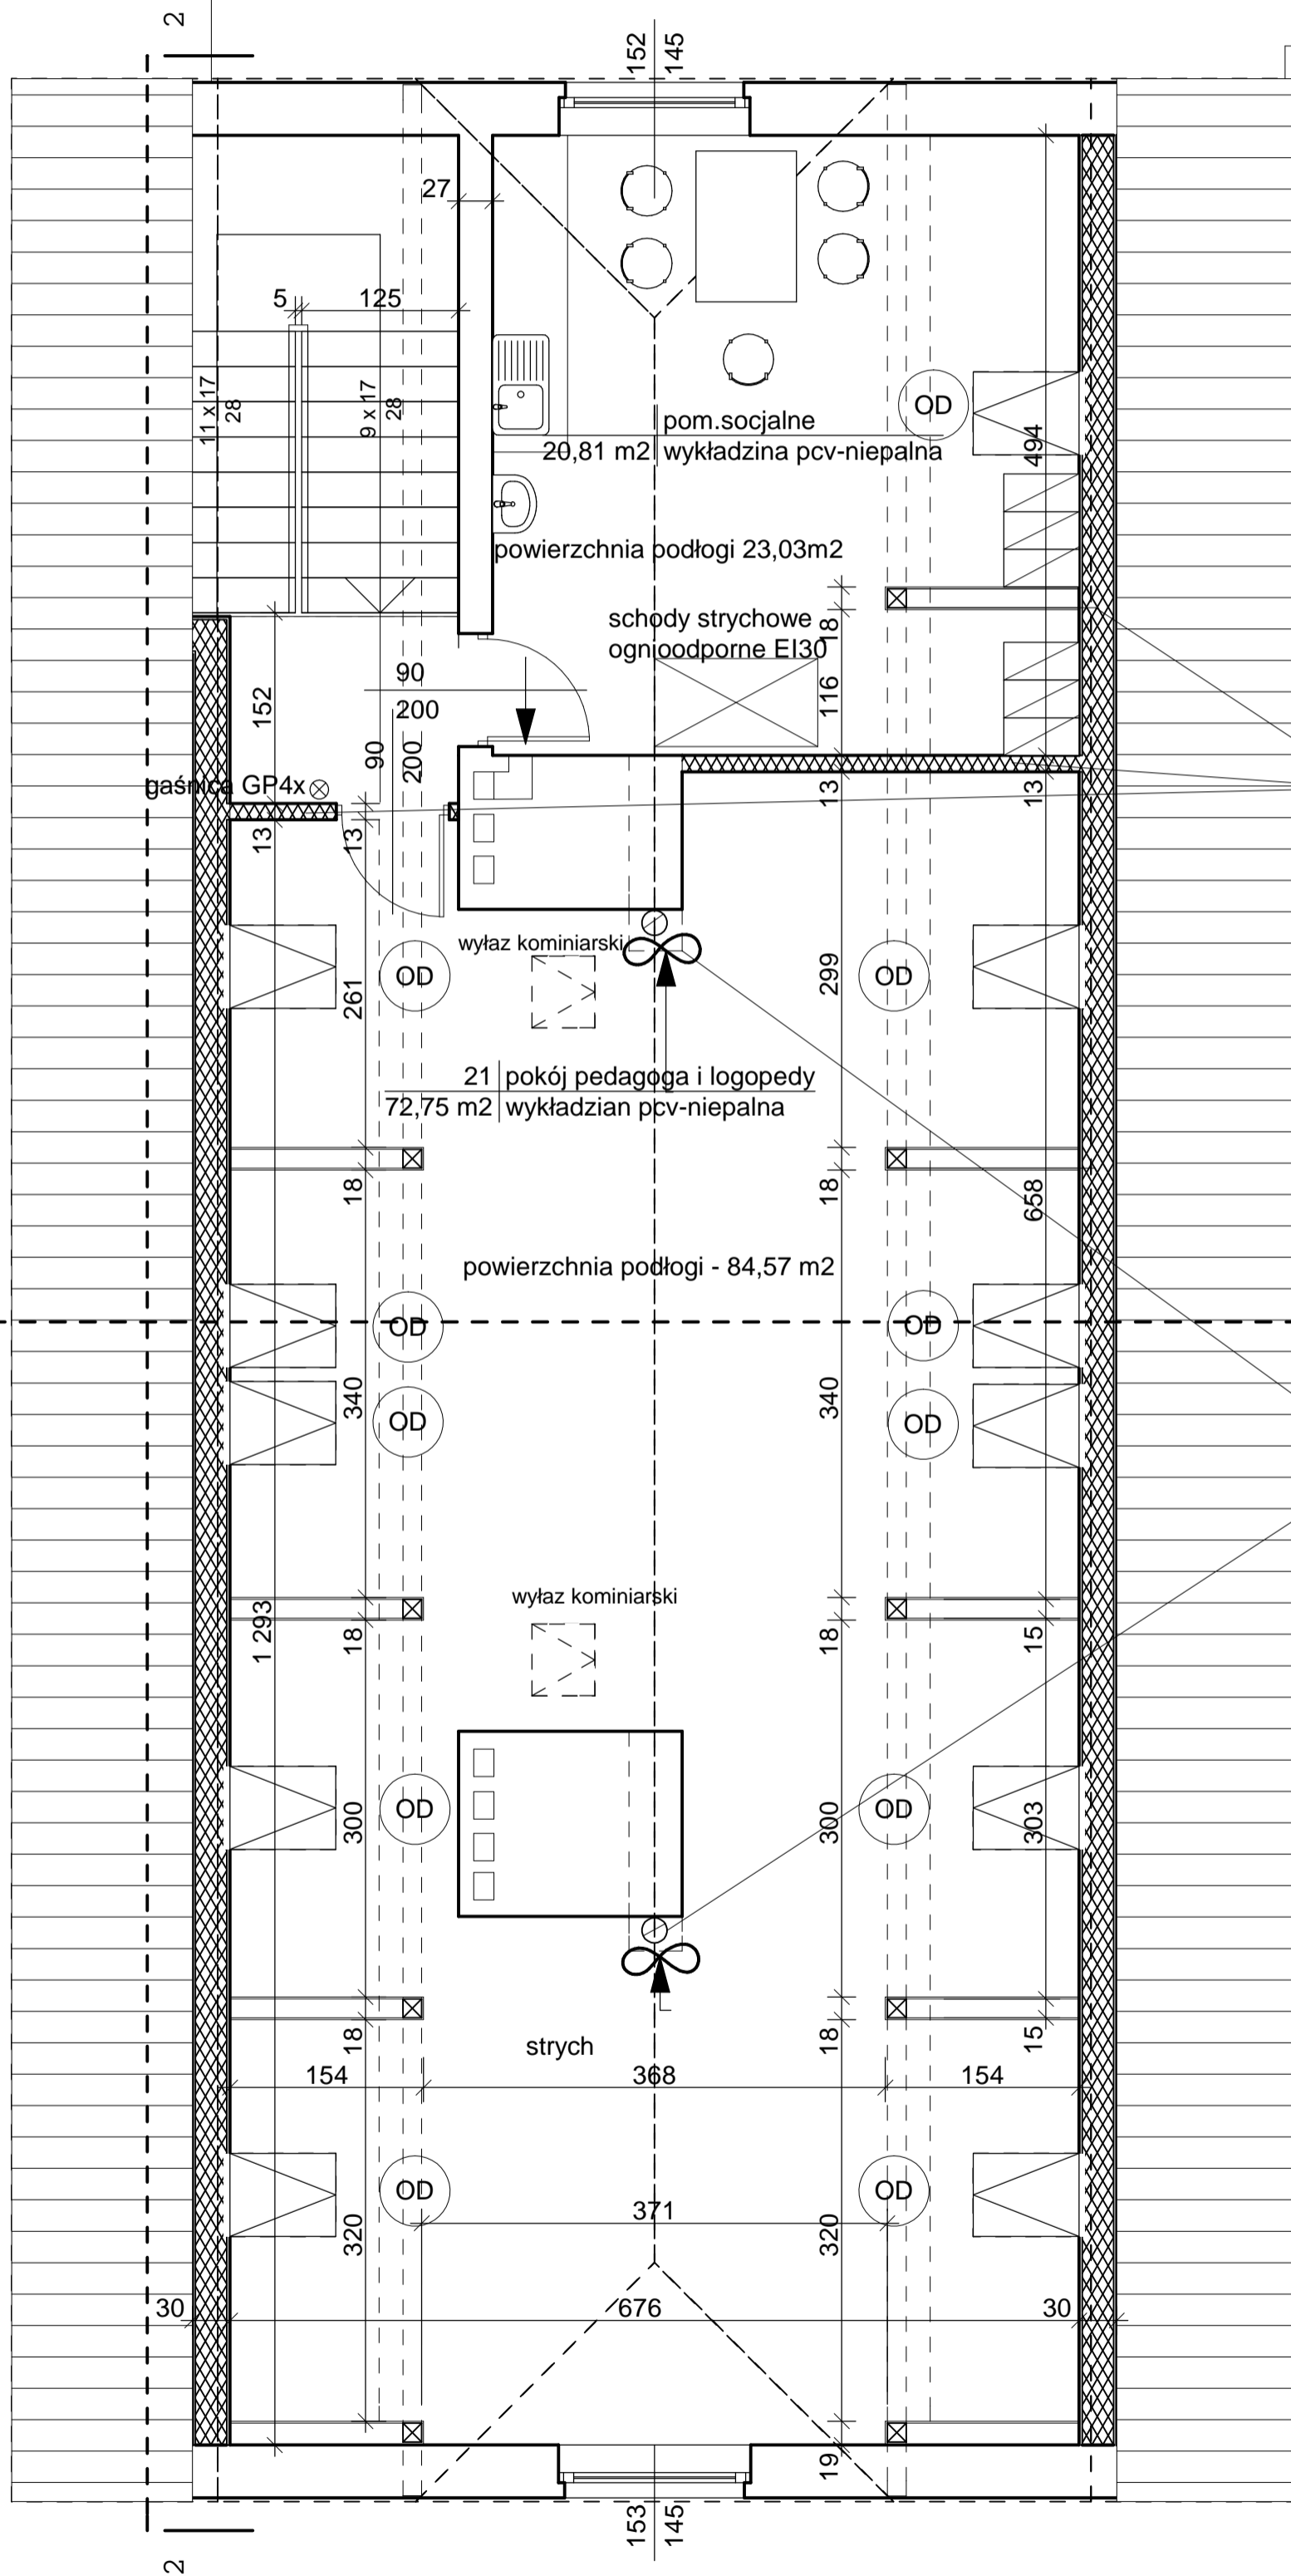 2
152
145
27
5
125
11 x 17
28
9 x 17
28
OD
pom.socjalne
20,81 m2 wykładzina pcv-niepalna
494
powierzchnia podłogi 23,03m2
schody strychowe
ognioodporne EI30
18
116
90
200
152
90
200
gaśnica GP4x
13
13
13
13
wyłaz kominiarski
OD
OD
261
299
21 pokój pedagoga i logopedy
72,75 m2 wykładzian pcv-niepalna
18
18
658
powierzchnia podłogi - 84,57 m2
OD
OD
340
340
OD
OD
wyłaz kominiarski
1 293
18
18
15
OD
OD
300
300
303
strych
18
18
15
154
368
154
OD
OD
371
320
320
30
676
30
19
153
145
2